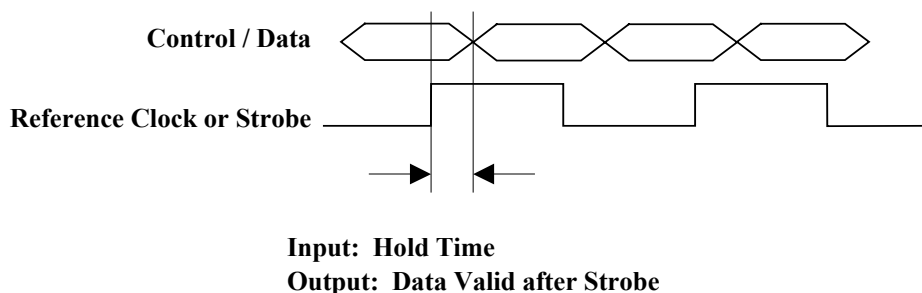 Control / Data
Reference Clock or Strobe
Input: Hold Time
Output: Data Valid after Strobe